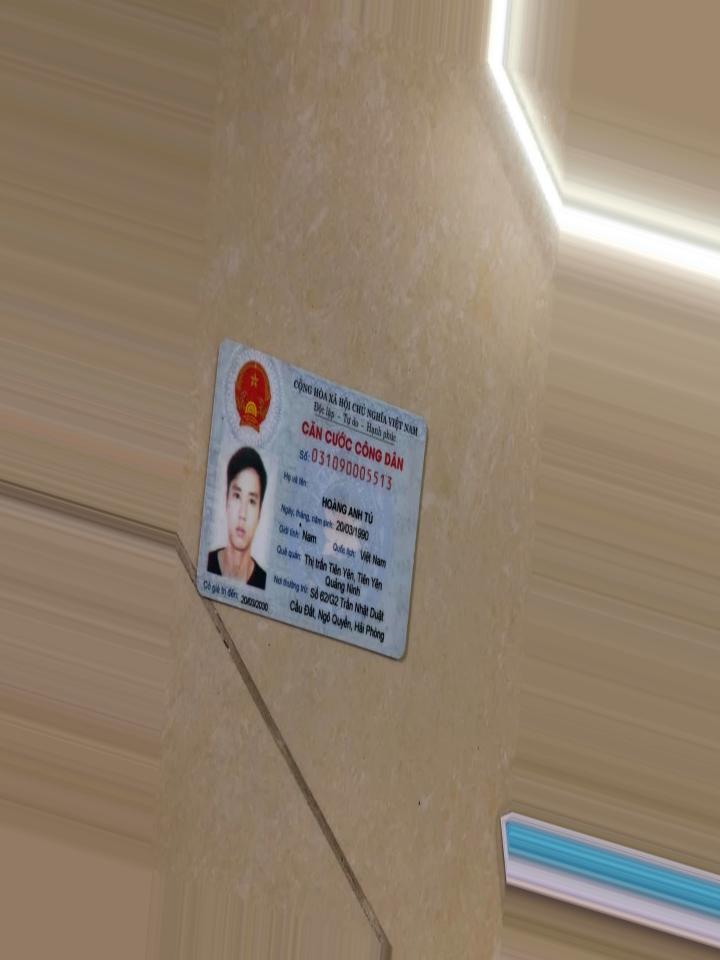 CỘNG HÒA XÃ HỘI CHỦ NGHĨA VIỆT NAM
Độc lập - Tự do - Hạnh phúc
CĂN CƯỚC CÔNG DÂN
Số: 031090005513
Họ và tên:
HOÀNG ANH TÚ
Ngày, tháng, năm sinh: 20/03/1990
Giới tính: Nam Quốc tịch: Việt Nam
Quê quán: Thị trấn Tiên Yên, Tiên Yên
Quảng Ninh
Nơi thường trú: Số 62/G2 Trần Nhật Duật
Cầu Đất, Ngô Quyền, Hải Phòng
Có giá trị đến: 20/03/2030